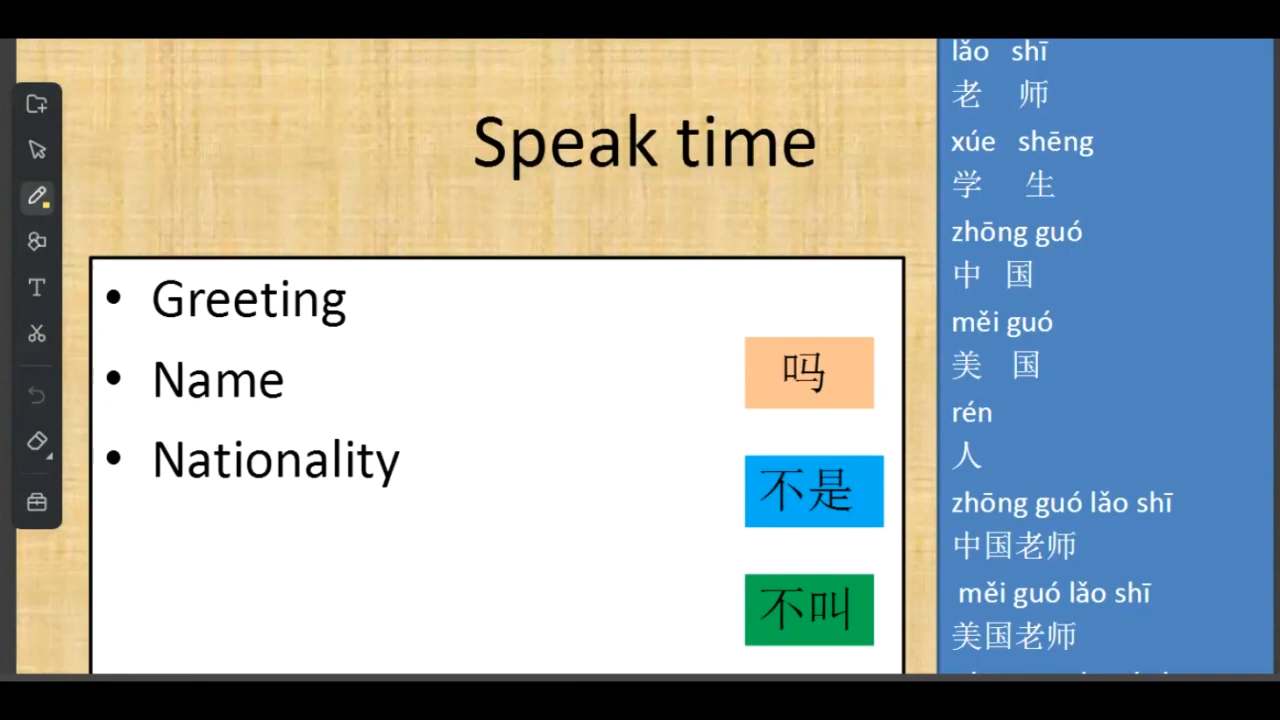 Speak time
• Greeting
• Name
• Nationality
吗
不是
不叫
lǎo shī
老 师
xúe shēng
学 生
zhōng guó
中 国
měi guó
美 国
rén
人
zhōng guó lǎo shī
中国老师
měi guó lǎo shī
美国老师